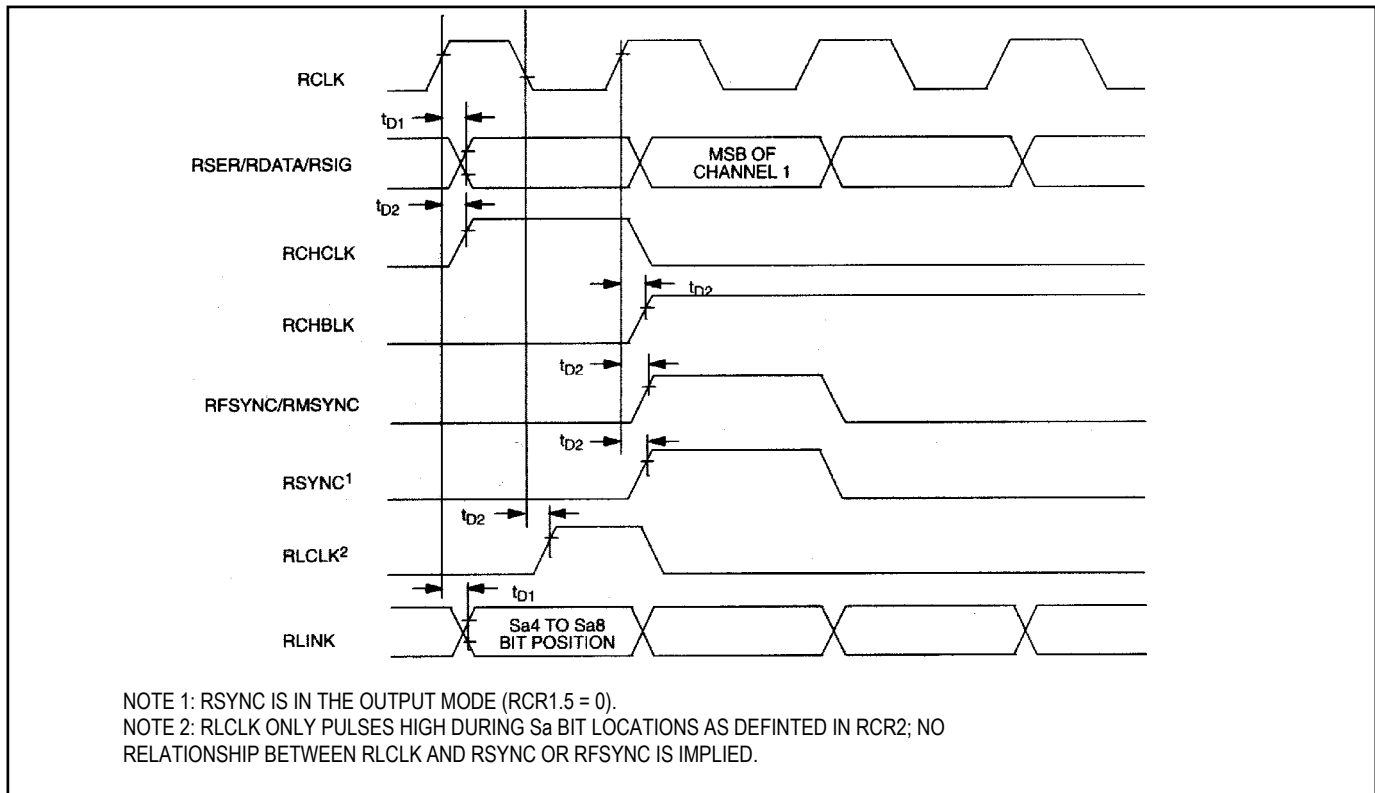 RCLK
tD1
RSER/RDATA/RSIG
MSB OF
CHANNEL 1
tD2
RCHCLK
tD2
RCHBLK
tD2
RFSYNC/RMSYNC
tD2
RSYNC1
tD2
RLCLK2
tD1
RLINK
Sa4 TO Sa8
BIT POSITION
NOTE 1: RSYNC IS IN THE OUTPUT MODE (RCR1.5 = 0).
NOTE 2: RLCLK ONLY PULSES HIGH DURING Sa BIT LOCATIONS AS DEFINTED IN RCR2; NO
RELATIONSHIP BETWEEN RLCLK AND RSYNC OR RFSYNC IS IMPLIED.